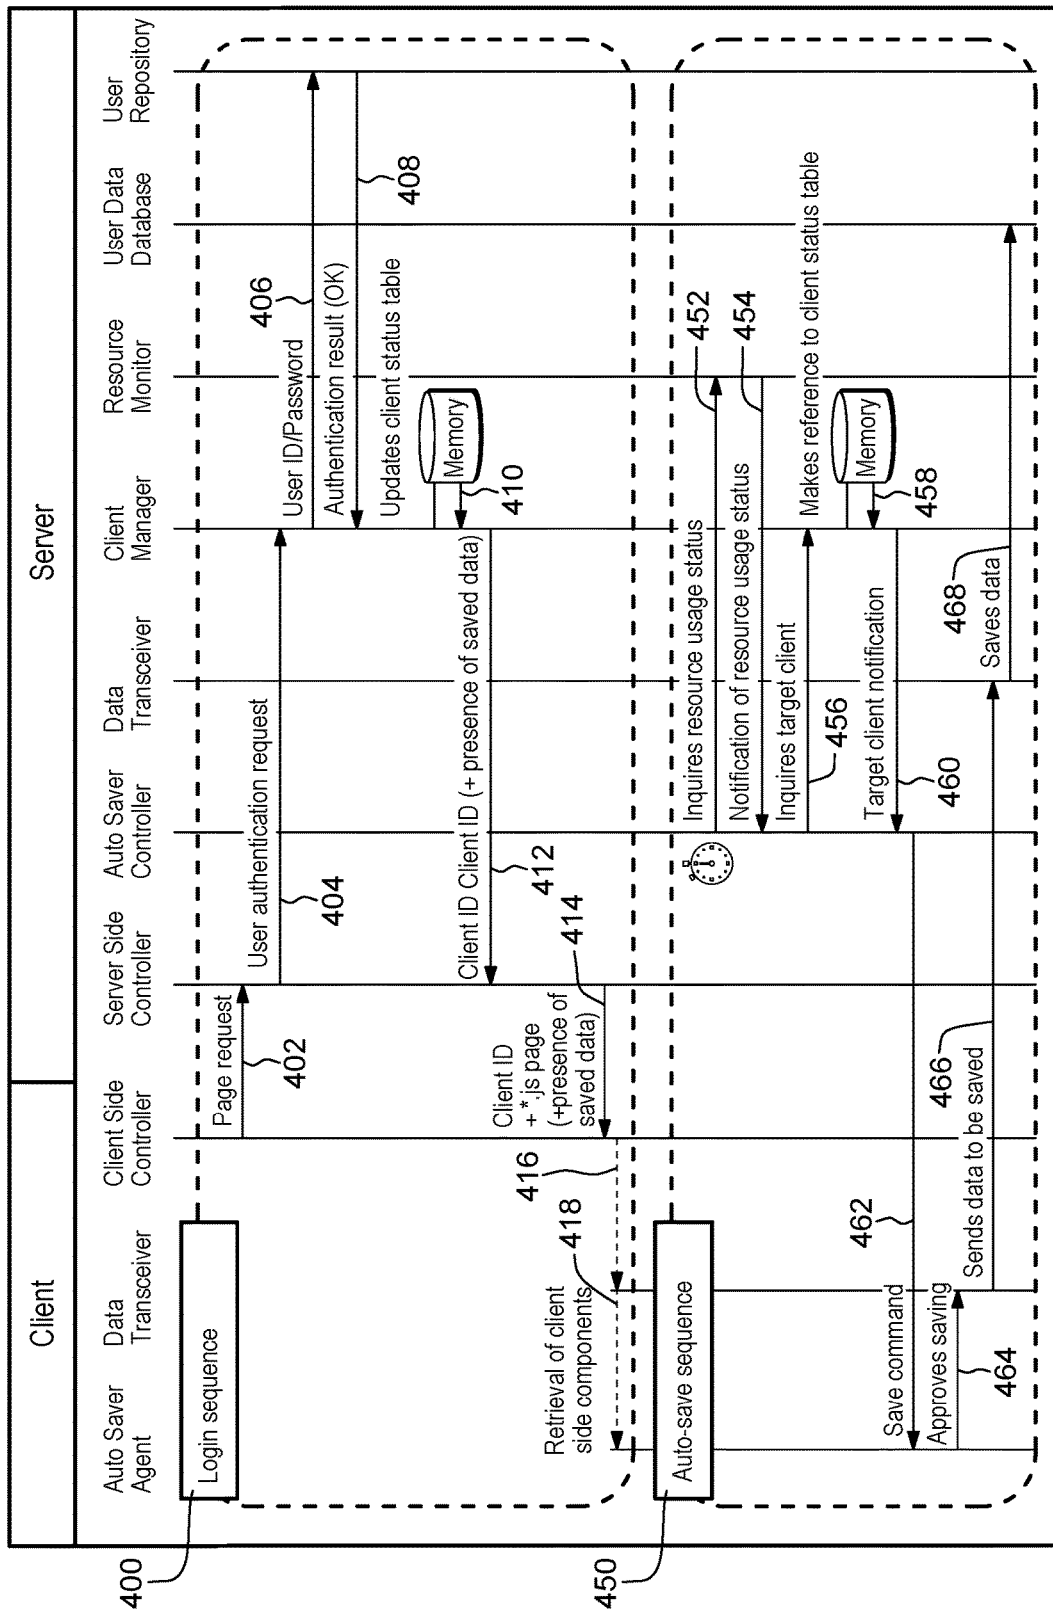 Client
Server
Auto Saver
Agent
Data
Transceiver
Client Side
Controller
Server Side
Controller
Auto Saver
Controller
Data
Transceiver
Client
Manager
Resource
Monitor
User Data
Database
User
Repository
400
Login sequence
Page request
402
User authentication request
404
User ID/Password
406
Authentication result (OK)
408
Updates client status table
Memory
410
Client ID Client ID (+ presence of saved data)
412
Client ID
+ *.js page
(+presence of
saved data)
414
416
418
Retrieval of client
side components
450
Auto-save sequence
Inquires resource usage status
452
Notification of resource usage status
454
Inquires target client
456
Makes reference to client status table
Memory
458
Target client notification
460
Save command
462
Approves saving
464
Sends data to be saved
466
Saves data
468